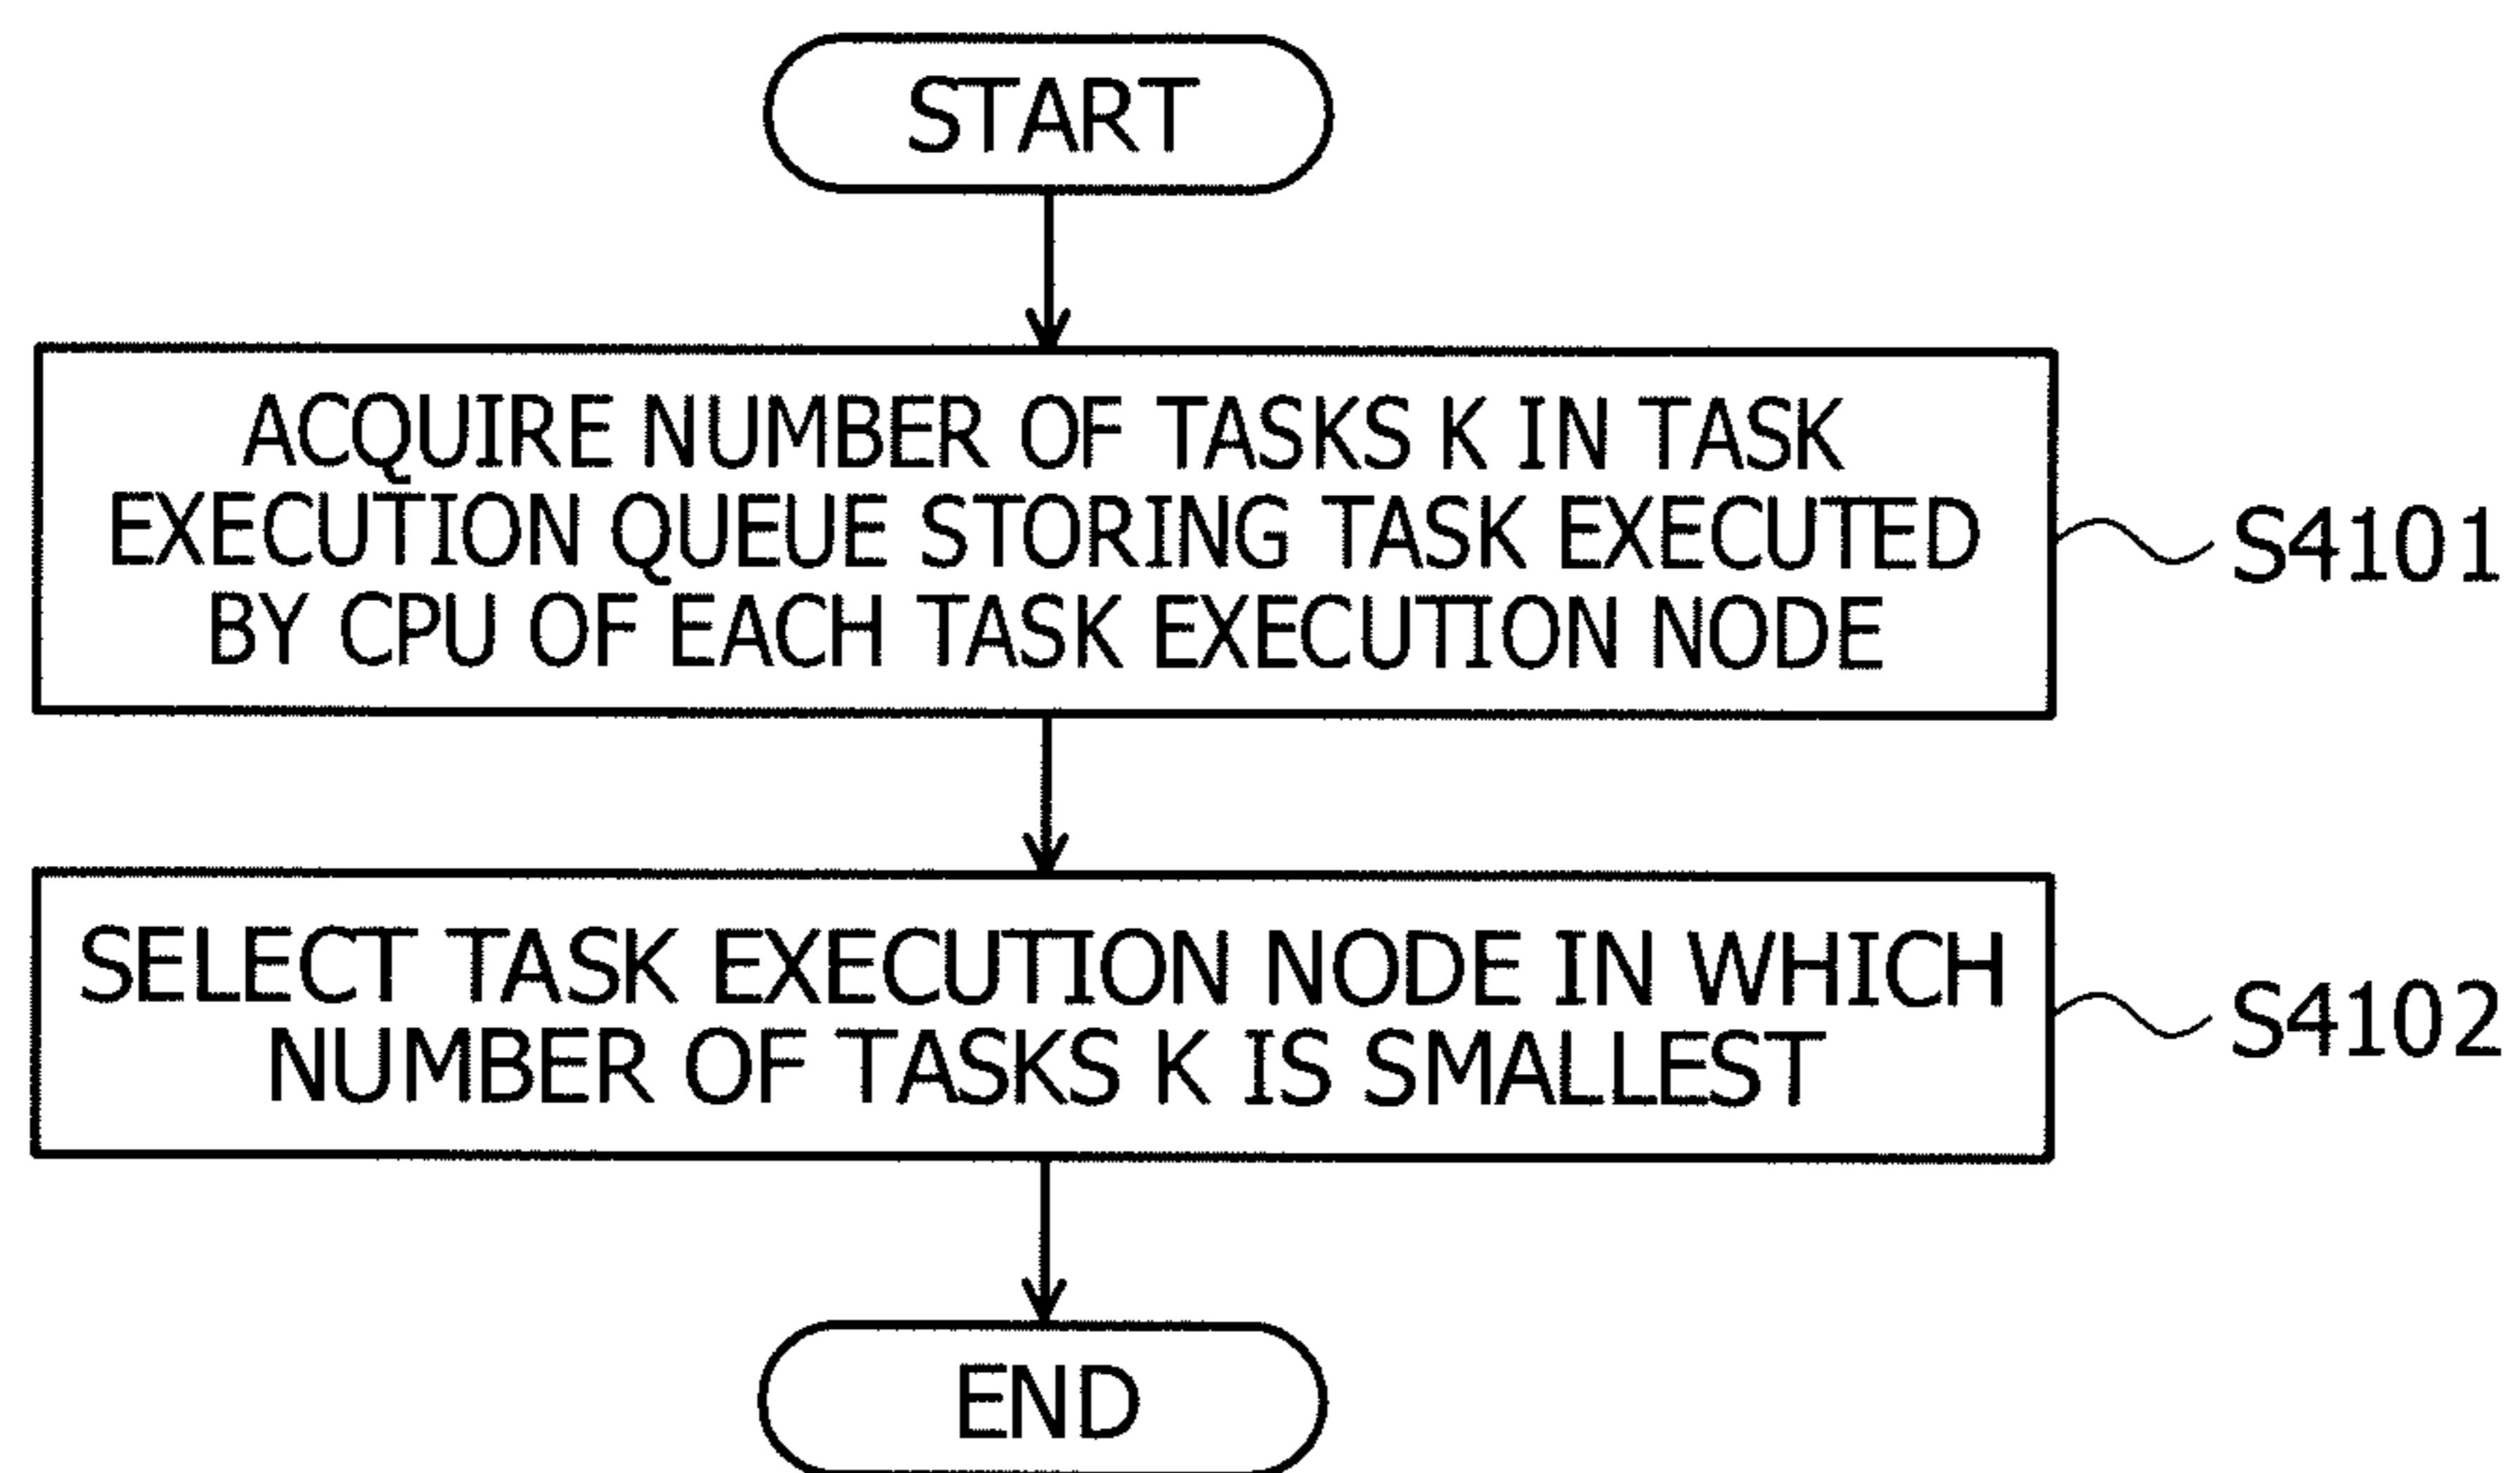 START
ACQUIRE NUMBER OF TASKS K IN TASK
EXECUTION QUEUE STORING TASK EXECUTED
BY CPU OF EACH TASK EXECUTION NODE
S4101
SELECT TASK EXECUTION NODE IN WHICH
NUMBER OF TASKS K IS SMALLEST
S4102
END